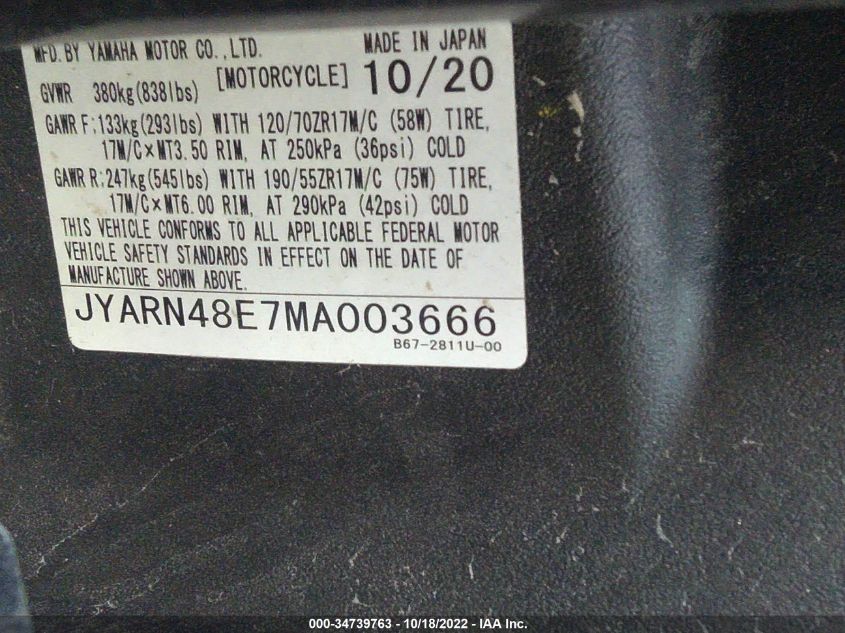 MFD. BY YAMAHA MOTOR CO., LTD. MADE IN JAPAN
GVWR 380kg(838lbs) [MOTORCYCLE] 10/20
GAWR F:133kg(293lbs) WITH 120/70ZR17M/C (58W) TIRE,
17M/C×MT3.50 RIM, AT 250kPa (36psi) COLD
GAWR R:247kg(545lbs) WITH 190/55ZR17M/C (75W) TIRE,
17M/C×MT6.00 RIM, AT 290kPa (42psi) COLD
THIS VEHICLE CONFORMS TO ALL APPLICABLE FEDERAL MOTOR
VEHICLE SAFETY STANDARDS IN EFFECT ON THE DATE OF
MANUFACTURE SHOWN ABOVE.
JYARN48E7MA003666
B67-2811U-00
000-34739763 - 10/18/2022 - IAA Inc.